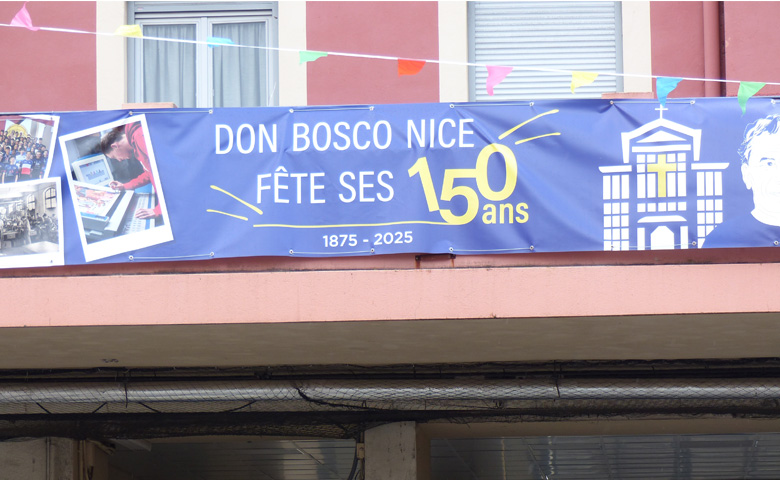 DON BOSCO NICE
FÊTE SES 150 ans
1875 - 2025